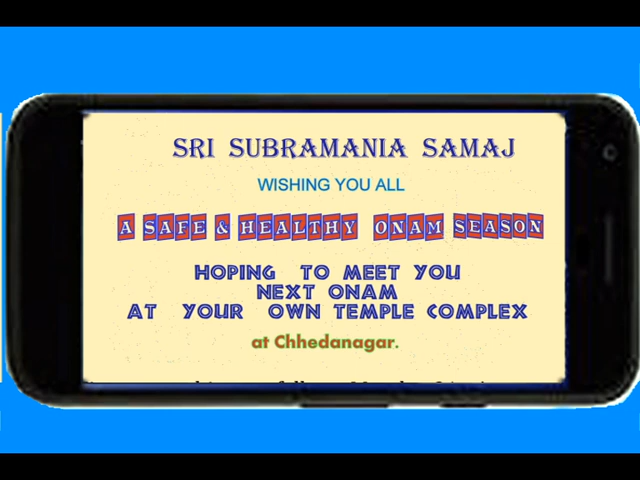 SRI SUBRAMANIA SAMAJ
WISHING YOU ALL
A SAFE & HEALTHY ONAM SEASON
HOPING TO MEET YOU
NEXT ONAM
AT YOUR OWN TEMPLE COMPLEX
at Chhedanagar.